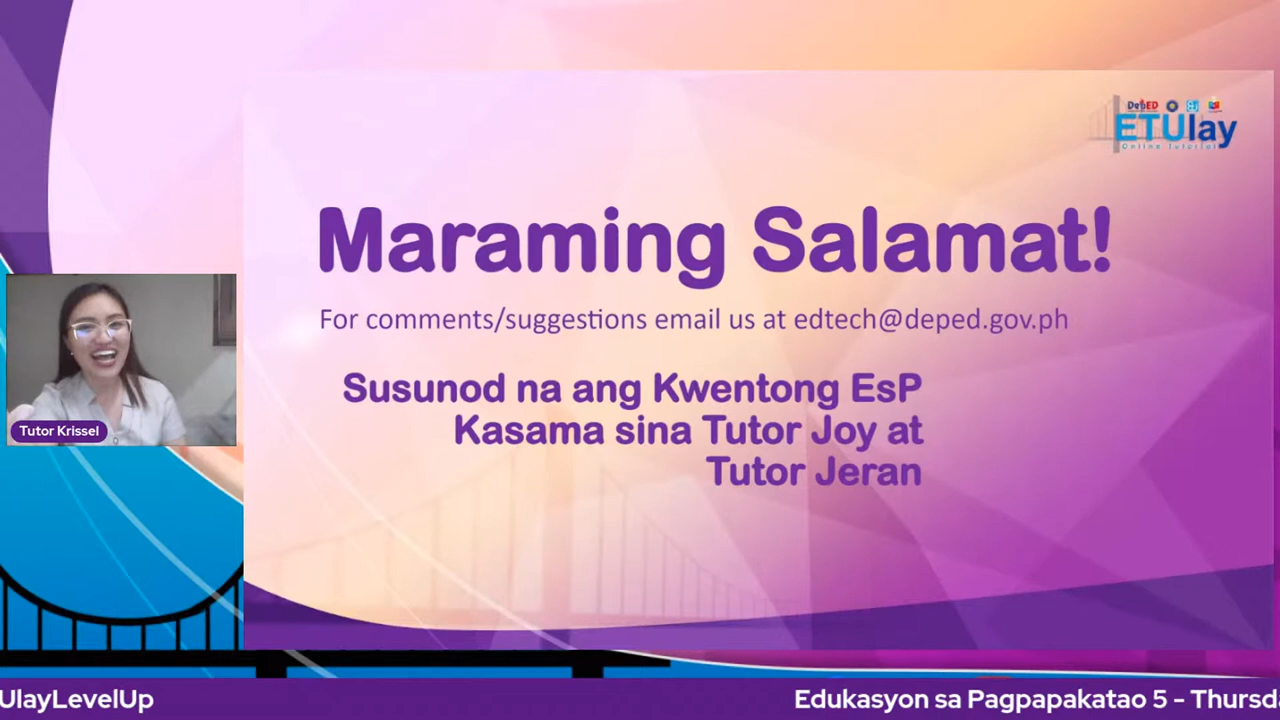 DepED
ETUlay
Online Tutorial
Maraming Salamat!
For comments/suggestions email us at edtech@deped.gov.ph
Susunod na ang Kwentong EsP
Kasama sina Tutor Joy at
Tutor Jeran
Tutor Krissel
UlayLevelUp
Edukasyon sa Pagpapakatao 5 - Thursda